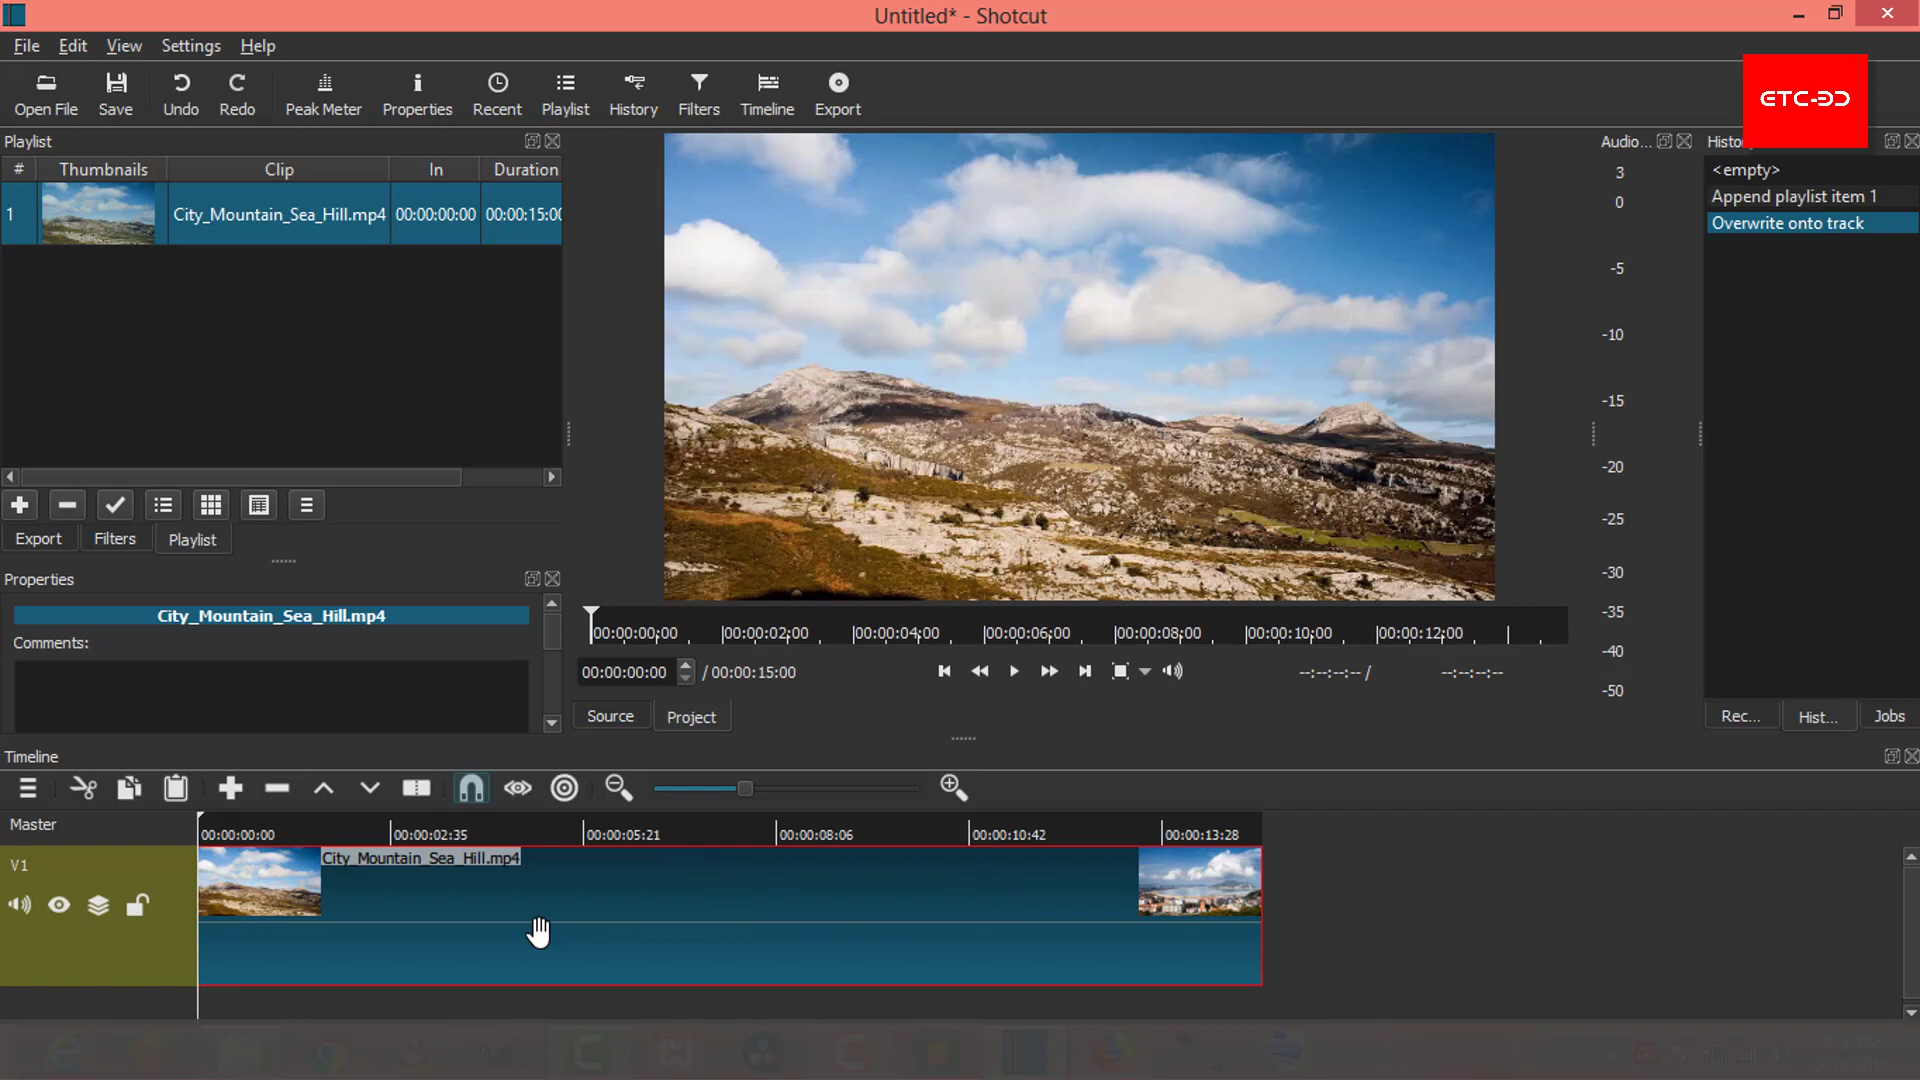 Untitled* - Shotcut
File Edit View Settings Help
Open File Save Undo Redo Peak Meter Properties Recent Playlist History Filters Timeline Export
ETC-3D
Playlist
# Thumbnails Clip In Duration
1 City_Mountain_Sea_Hill.mp4 00:00:00:00 00:00:15:00
Export Filters Playlist
Properties
City_Mountain_Sea_Hill.mp4
Comments:
00:00:00:00 00:00:02:00 00:00:04:00 00:00:06:00 00:00:08:00 00:00:10:00 00:00:12:00
00:00:00:00 / 00:00:15:00 --:--:--:-- / --:--:--:--
Source Project
Audio...
3
0
-5
-10
-15
-20
-25
-30
-35
-40
-50
<empty>
Append playlist item 1
Overwrite onto track
Rec... Hist... Jobs
Timeline
Master
00:00:00:00 00:00:02:35 00:00:05:21 00:00:08:06 00:00:10:42 00:00:13:28
V1
City_Mountain_Sea_Hill.mp4